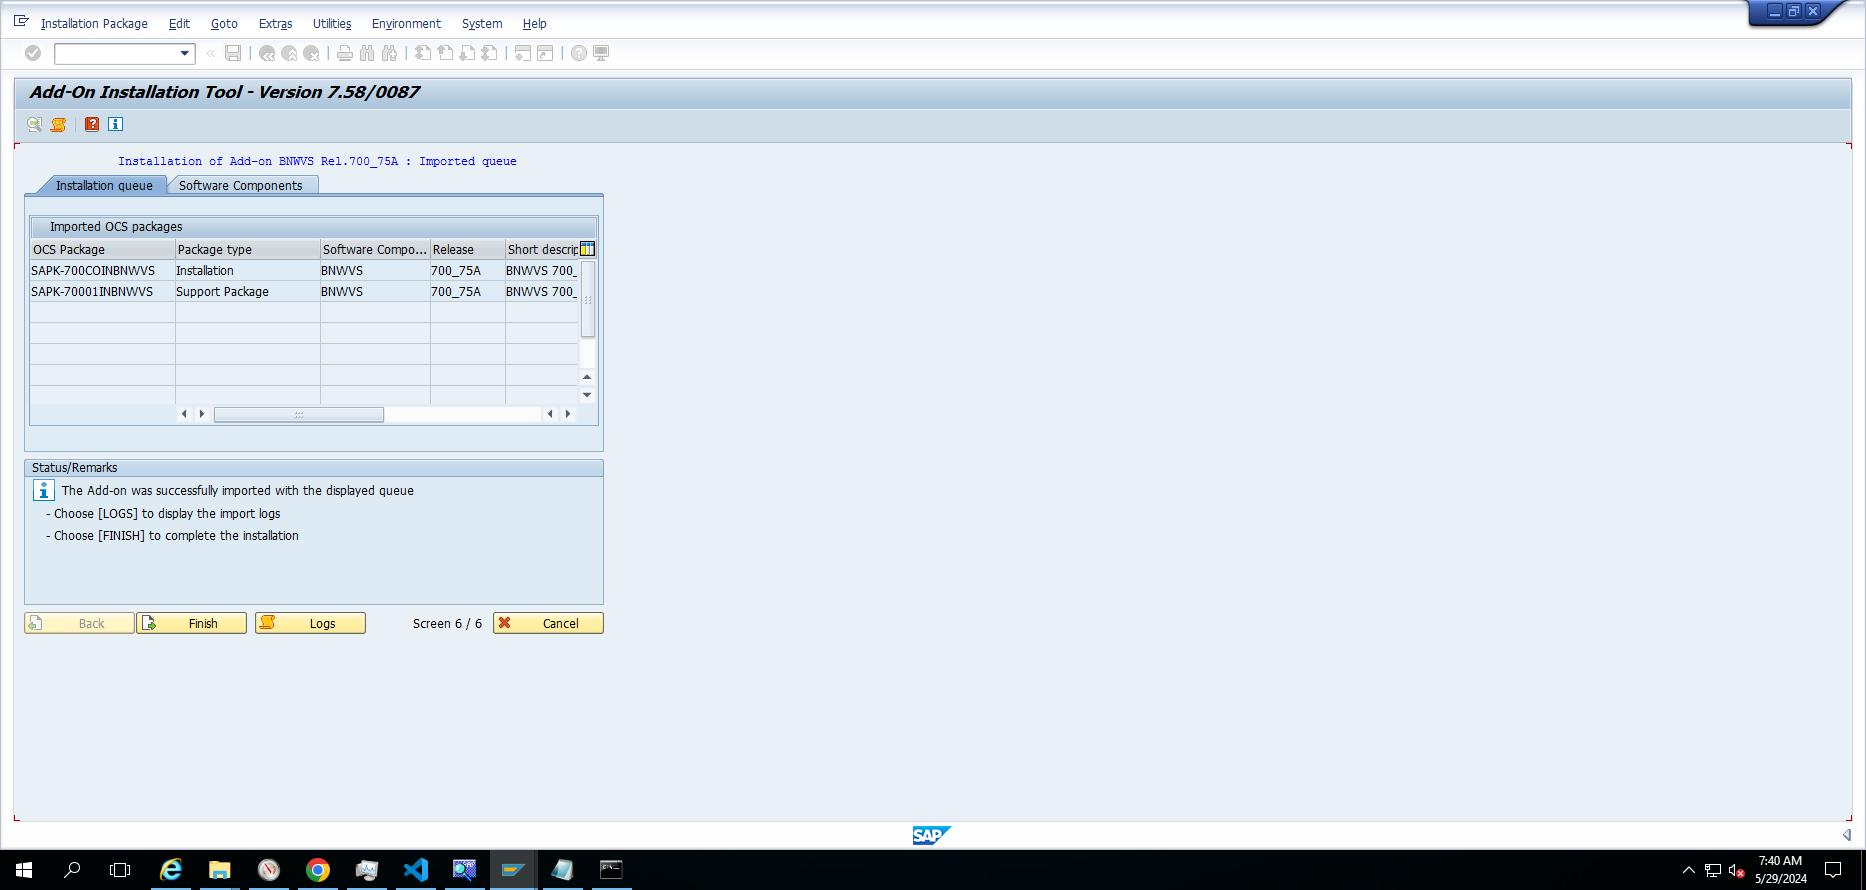 Installation Package Edit Goto Extras Utilities Environment System Help
Add-On Installation Tool - Version 7.58/0087
Installation of Add-on BNWVS Rel.700_75A : Imported queue
Installation queue Software Components
Imported OCS packages
OCS Package Package type Software Compo... Release Short descrip
SAPK-700COINBNWVS Installation BNWVS 700_75A BNWVS 700_
SAPK-70001INBNWVS Support Package BNWVS 700_75A BNWVS 700_
Status/Remarks
The Add-on was successfully imported with the displayed queue
- Choose [LOGS] to display the import logs
- Choose [FINISH] to complete the installation
Back Finish Logs Screen 6 / 6 Cancel
SAP
7:40 AM
5/29/2024